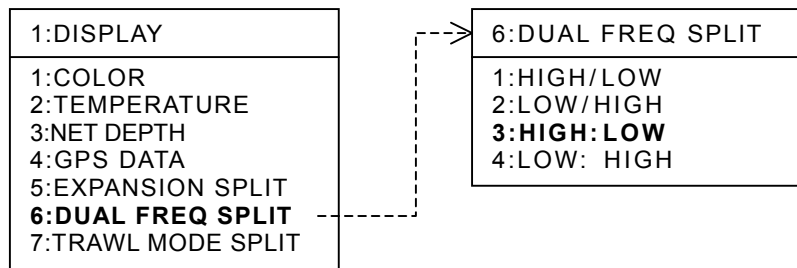 1:DISPLAY
1:COLOR
2:TEMPERATURE
3:NET DEPTH
4:GPS DATA
5:EXPANSION SPLIT
6:DUAL FREQ SPLIT
7:TRAWL MODE SPLIT
6:DUAL FREQ SPLIT
1:HIGH/LOW
2:LOW/HIGH
3:HIGH:LOW
4:LOW: HIGH